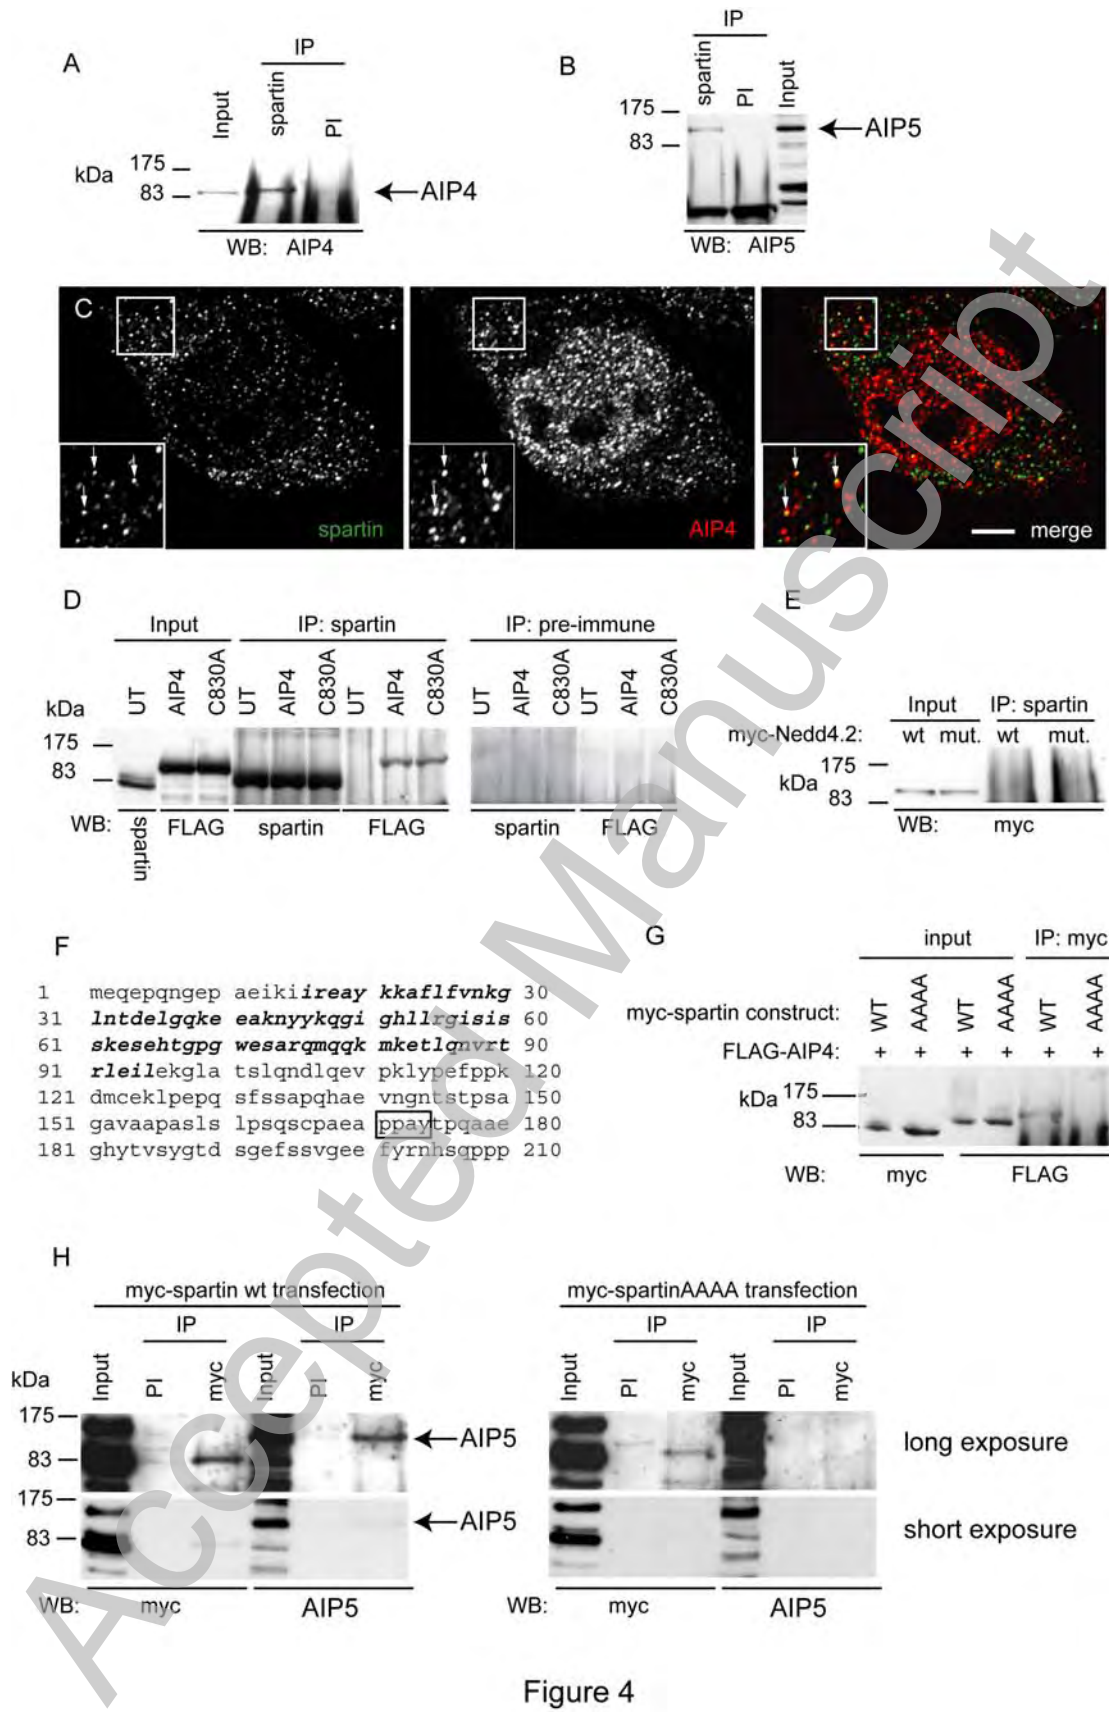 A
IP
Input
spartin
PI
kDa
175
83
AIP4
WB: AIP4
B
IP
spartin
PI
Input
175
83
AIP5
WB: AIP5
C
spartin
AIP4
merge
D
Input
IP: spartin
IP: pre-immune
UT
AIP4
C830A
UT
AIP4
C830A
UT
AIP4
C830A
UT
AIP4
C830A
UT
AIP4
C830A
kDa
175
83
WB:
spartin
FLAG
spartin
FLAG
spartin
FLAG
E
Input
IP: spartin
myc-Nedd4.2:
wt
mut.
wt
mut.
kDa
175
83
WB: myc
F
1 meqepqngep aeikiireay kkaflfvnkg 30
31 lntdelgqke eaknyykqgi ghllrgisis 60
61 skesehtgpg wesarqmqqk mketlqnvrt 90
91 rleilekgla tslqndlqev pklypefppk 120
121 dmceklpepq sfssapqhae vngntstpsa 150
151 gavaapasls lpsqscpaea ppaytpqaae 180
181 ghytvsygtd sgefssvgee fyrnhsqppp 210
G
input
IP: myc
myc-spartin construct:
WT
AAAA
WT
AAAA
WT
AAAA
FLAG-AIP4: + + + + + +
kDa
175
83
WB: myc FLAG
H
myc-spartin wt transfection
IP
IP
Input
PI
myc
Input
PI
myc
kDa
175
83
AIP5
175
83
AIP5
WB: myc AIP5
myc-spartinAAAA transfection
IP
IP
Input
PI
myc
Input
PI
myc
long exposure
short exposure
WB: myc AIP5
Figure 4
Accepted Manuscript